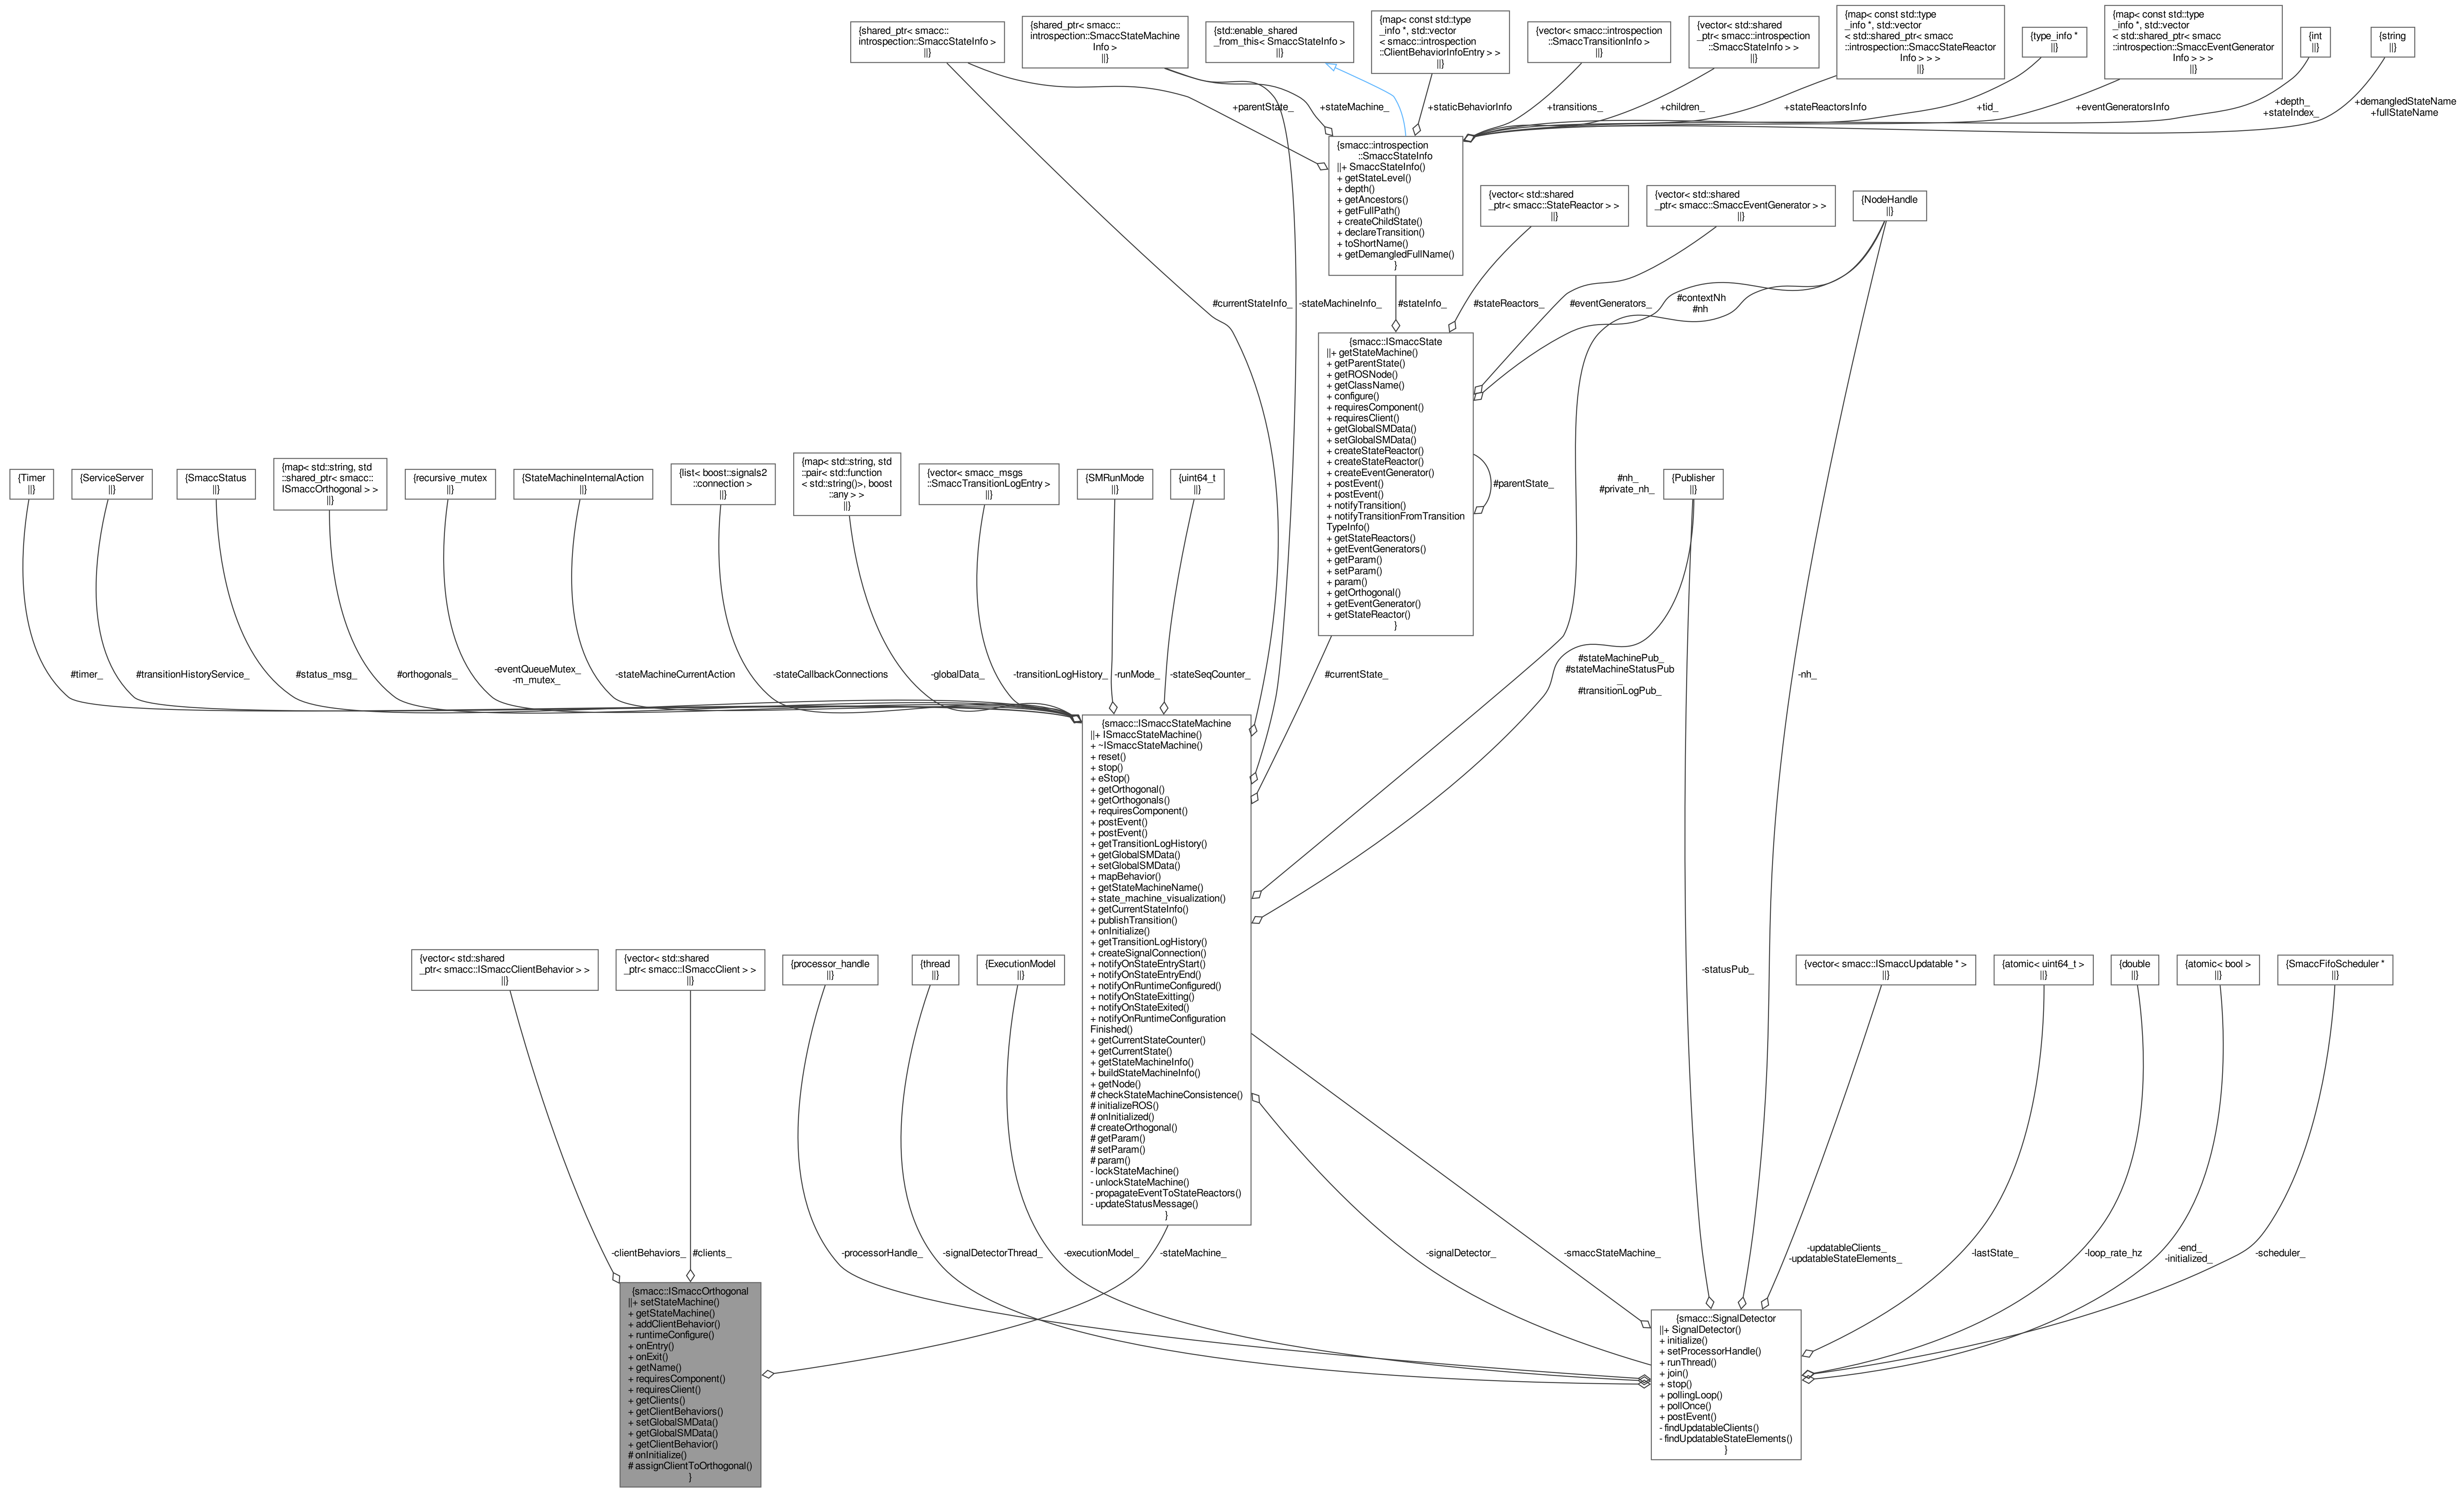 {shared_ptr< smacc::
introspection::SmaccStateInfo >
||}
{shared_ptr< smacc::
introspection::SmaccStateMachine
Info >
||}
{std::enable_shared
_from_this< SmaccStateInfo >
||}
{map< const std::type
_info *, std::vector
< smacc::introspection
::ClientBehaviorInfoEntry > >
||}
{vector< smacc::introspection
::SmaccTransitionInfo >
||}
{vector< std::shared
_ptr< smacc::introspection
::SmaccStateInfo > >
||}
{map< const std::type
_info *, std::vector
< std::shared_ptr< smacc
::introspection::SmaccStateReactor
Info > > >
||}
{type_info *
||}
{map< const std::type
_info *, std::vector
< std::shared_ptr< smacc
::introspection::SmaccEventGenerator
Info > > >
||}
{int
||}
{string
||}
+parentState_
+stateMachine_
+staticBehaviorInfo
+transitions_
+children_
+stateReactorsInfo
+tid_
+eventGeneratorsInfo
+depth_
+stateIndex_
+demangledStateName
+fullStateName
{smacc::introspection
::SmaccStateInfo
||+ SmaccStateInfo()
+ getStateLevel()
+ depth()
+ getAncestors()
+ getFullPath()
+ createChildState()
+ declareTransition()
+ toShortName()
+ getDemangledFullName()
}
{vector< std::shared
_ptr< smacc::StateReactor > >
||}
{vector< std::shared
_ptr< smacc::SmaccEventGenerator > >
||}
{NodeHandle
||}
#currentStateInfo_
-stateMachineInfo_
#stateInfo_
#stateReactors_
#eventGenerators_
#contextNh
#nh
{smacc::ISmaccState
||+ getStateMachine()
+ getParentState()
+ getROSNode()
+ getClassName()
+ configure()
+ requiresComponent()
+ requiresClient()
+ getGlobalSMData()
+ setGlobalSMData()
+ createStateReactor()
+ createStateReactor()
+ createEventGenerator()
+ postEvent()
+ postEvent()
+ notifyTransition()
+ notifyTransitionFromTransition
TypeInfo()
+ getStateReactors()
+ getEventGenerators()
+ getParam()
+ setParam()
+ param()
+ getOrthogonal()
+ getEventGenerator()
+ getStateReactor()
}
#parentState_
#nh_
#private_nh_
{Publisher
||}
{Timer
||}
{ServiceServer
||}
{SmaccStatus
||}
{map< std::string, std
::shared_ptr< smacc::
ISmaccOrthogonal > >
||}
{recursive_mutex
||}
{StateMachineInternalAction
||}
{list< boost::signals2
::connection >
||}
{map< std::string, std
::pair< std::function
< std::string()>, boost
::any > >
||}
{vector< smacc_msgs
::SmaccTransitionLogEntry >
||}
{SMRunMode
||}
{uint64_t
||}
#timer_
#transitionHistoryService_
#status_msg_
#orthogonals_
-eventQueueMutex_
-m_mutex_
-stateMachineCurrentAction
-stateCallbackConnections
-globalData_
-transitionLogHistory_
-runMode_
-stateSeqCounter_
#currentState_
#stateMachinePub_
#stateMachineStatusPub
_
#transitionLogPub_
-nh_
{smacc::ISmaccStateMachine
||+ ISmaccStateMachine()
+ ~ISmaccStateMachine()
+ reset()
+ stop()
+ eStop()
+ getOrthogonal()
+ getOrthogonals()
+ requiresComponent()
+ postEvent()
+ postEvent()
+ getTransitionLogHistory()
+ getGlobalSMData()
+ setGlobalSMData()
+ mapBehavior()
+ getStateMachineName()
+ state_machine_visualization()
+ getCurrentStateInfo()
+ publishTransition()
+ onInitialize()
+ getTransitionLogHistory()
+ createSignalConnection()
+ notifyOnStateEntryStart()
+ notifyOnStateEntryEnd()
+ notifyOnRuntimeConfigured()
+ notifyOnStateExitting()
+ notifyOnStateExited()
+ notifyOnRuntimeConfiguration
Finished()
+ getCurrentStateCounter()
+ getCurrentState()
+ getStateMachineInfo()
+ buildStateMachineInfo()
+ getNode()
# checkStateMachineConsistence()
# initializeROS()
# onInitialized()
# createOrthogonal()
# getParam()
# setParam()
# param()
- lockStateMachine()
- unlockStateMachine()
- propagateEventToStateReactors()
- updateStatusMessage()
}
{vector< std::shared
_ptr< smacc::ISmaccClientBehavior > >
||}
{vector< std::shared
_ptr< smacc::ISmaccClient > >
||}
{processor_handle
||}
{thread
||}
{ExecutionModel
||}
-statusPub_
{vector< smacc::ISmaccUpdatable * >
||}
{atomic< uint64_t >
||}
{double
||}
{atomic< bool >
||}
{SmaccFifoScheduler *
||}
-clientBehaviors_
#clients_
-processorHandle_
-signalDetectorThread_
-executionModel_
-stateMachine_
-signalDetector_
-smaccStateMachine_
-updatableClients_
-updatableStateElements_
-lastState_
-loop_rate_hz
-end_
-initialized_
-scheduler_
{smacc::ISmaccOrthogonal
||+ setStateMachine()
+ getStateMachine()
+ addClientBehavior()
+ runtimeConfigure()
+ onEntry()
+ onExit()
+ getName()
+ requiresComponent()
+ requiresClient()
+ getClients()
+ getClientBehaviors()
+ setGlobalSMData()
+ getGlobalSMData()
+ getClientBehavior()
# onInitialize()
# assignClientToOrthogonal()
}
{smacc::SignalDetector
||+ SignalDetector()
+ initialize()
+ setProcessorHandle()
+ runThread()
+ join()
+ stop()
+ pollingLoop()
+ pollOnce()
+ postEvent()
- findUpdatableClients()
- findUpdatableStateElements()
}